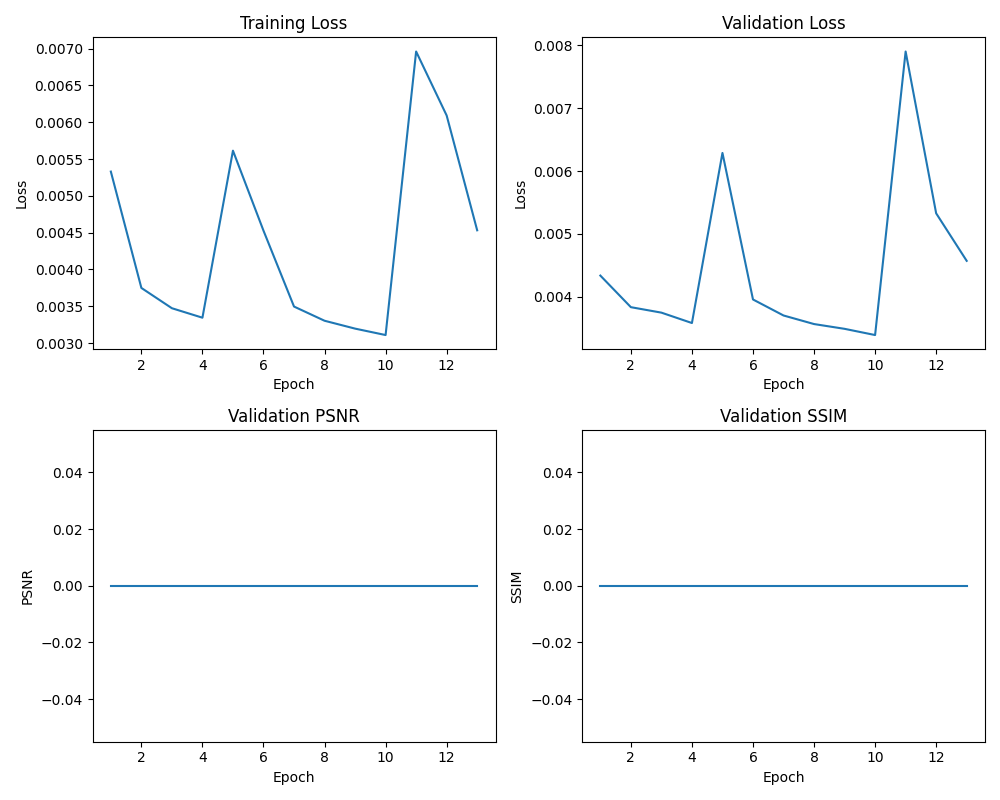 Training Loss
0.0070
0.0065
0.0060
0.0055
0.0050
0.0045
0.0040
0.0035
0.0030
Loss
2 4 6 8 10 12
Epoch
Validation Loss
0.008
0.007
0.006
0.005
0.004
Loss
2 4 6 8 10 12
Epoch
Validation PSNR
0.04
0.02
0.00
−0.02
−0.04
PSNR
2 4 6 8 10 12
Epoch
Validation SSIM
0.04
0.02
0.00
−0.02
−0.04
SSIM
2 4 6 8 10 12
Epoch